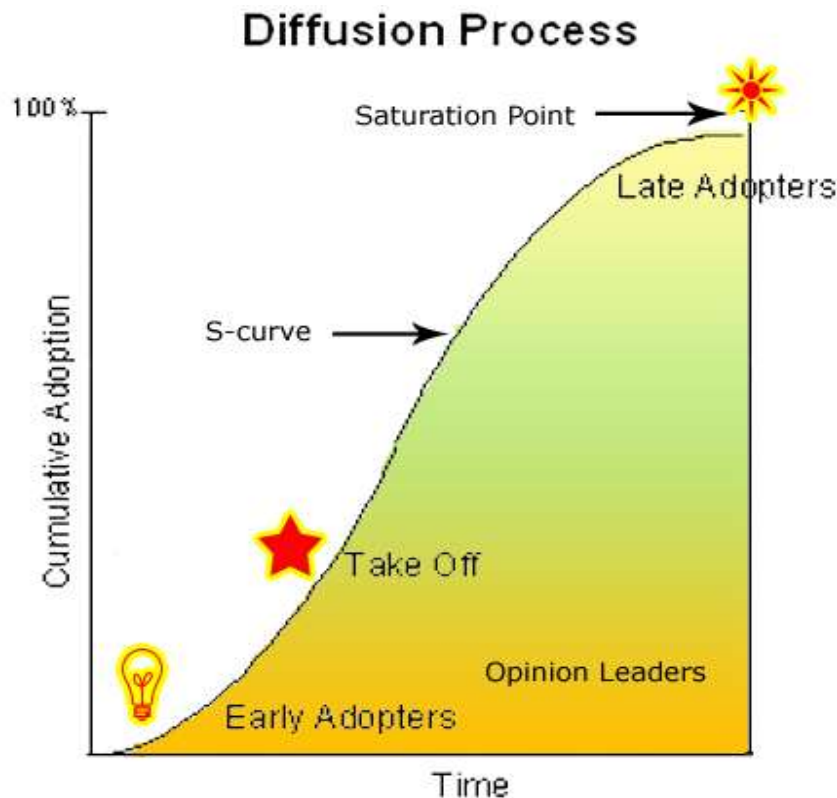 Diffusion Process
100%
Saturation Point
Late Adopters
S-curve
Cumulative Adoption
Take Off
Opinion Leaders
Early Adopters
Time